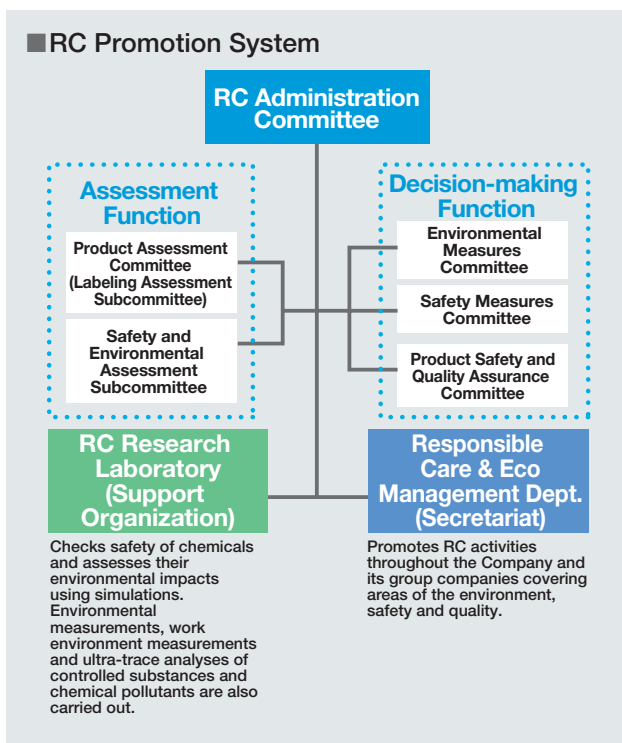 ■RC Promotion System
RC Administration
Committee
Assessment
Function
Product Assessment
Committee
(Labeling Assessment
Subcommittee)
Safety and
Environmental
Assessment
Subcommittee
Decision-making
Function
Environmental
Measures
Committee
Safety Measures
Committee
Product Safety and
Quality Assurance
Committee
RC Research
Laboratory
(Support
Organization)
Checks safety of chemicals
and assesses their
environmental impacts
using simulations.
Environmental
measurements, work
environment measurements
and ultra-trace analyses of
controlled substances and
chemical pollutants are also
carried out.
Responsible
Care & Eco
Management Dept.
(Secretariat)
Promotes RC activities
throughout the Company and
its group companies covering
areas of the environment,
safety and quality.